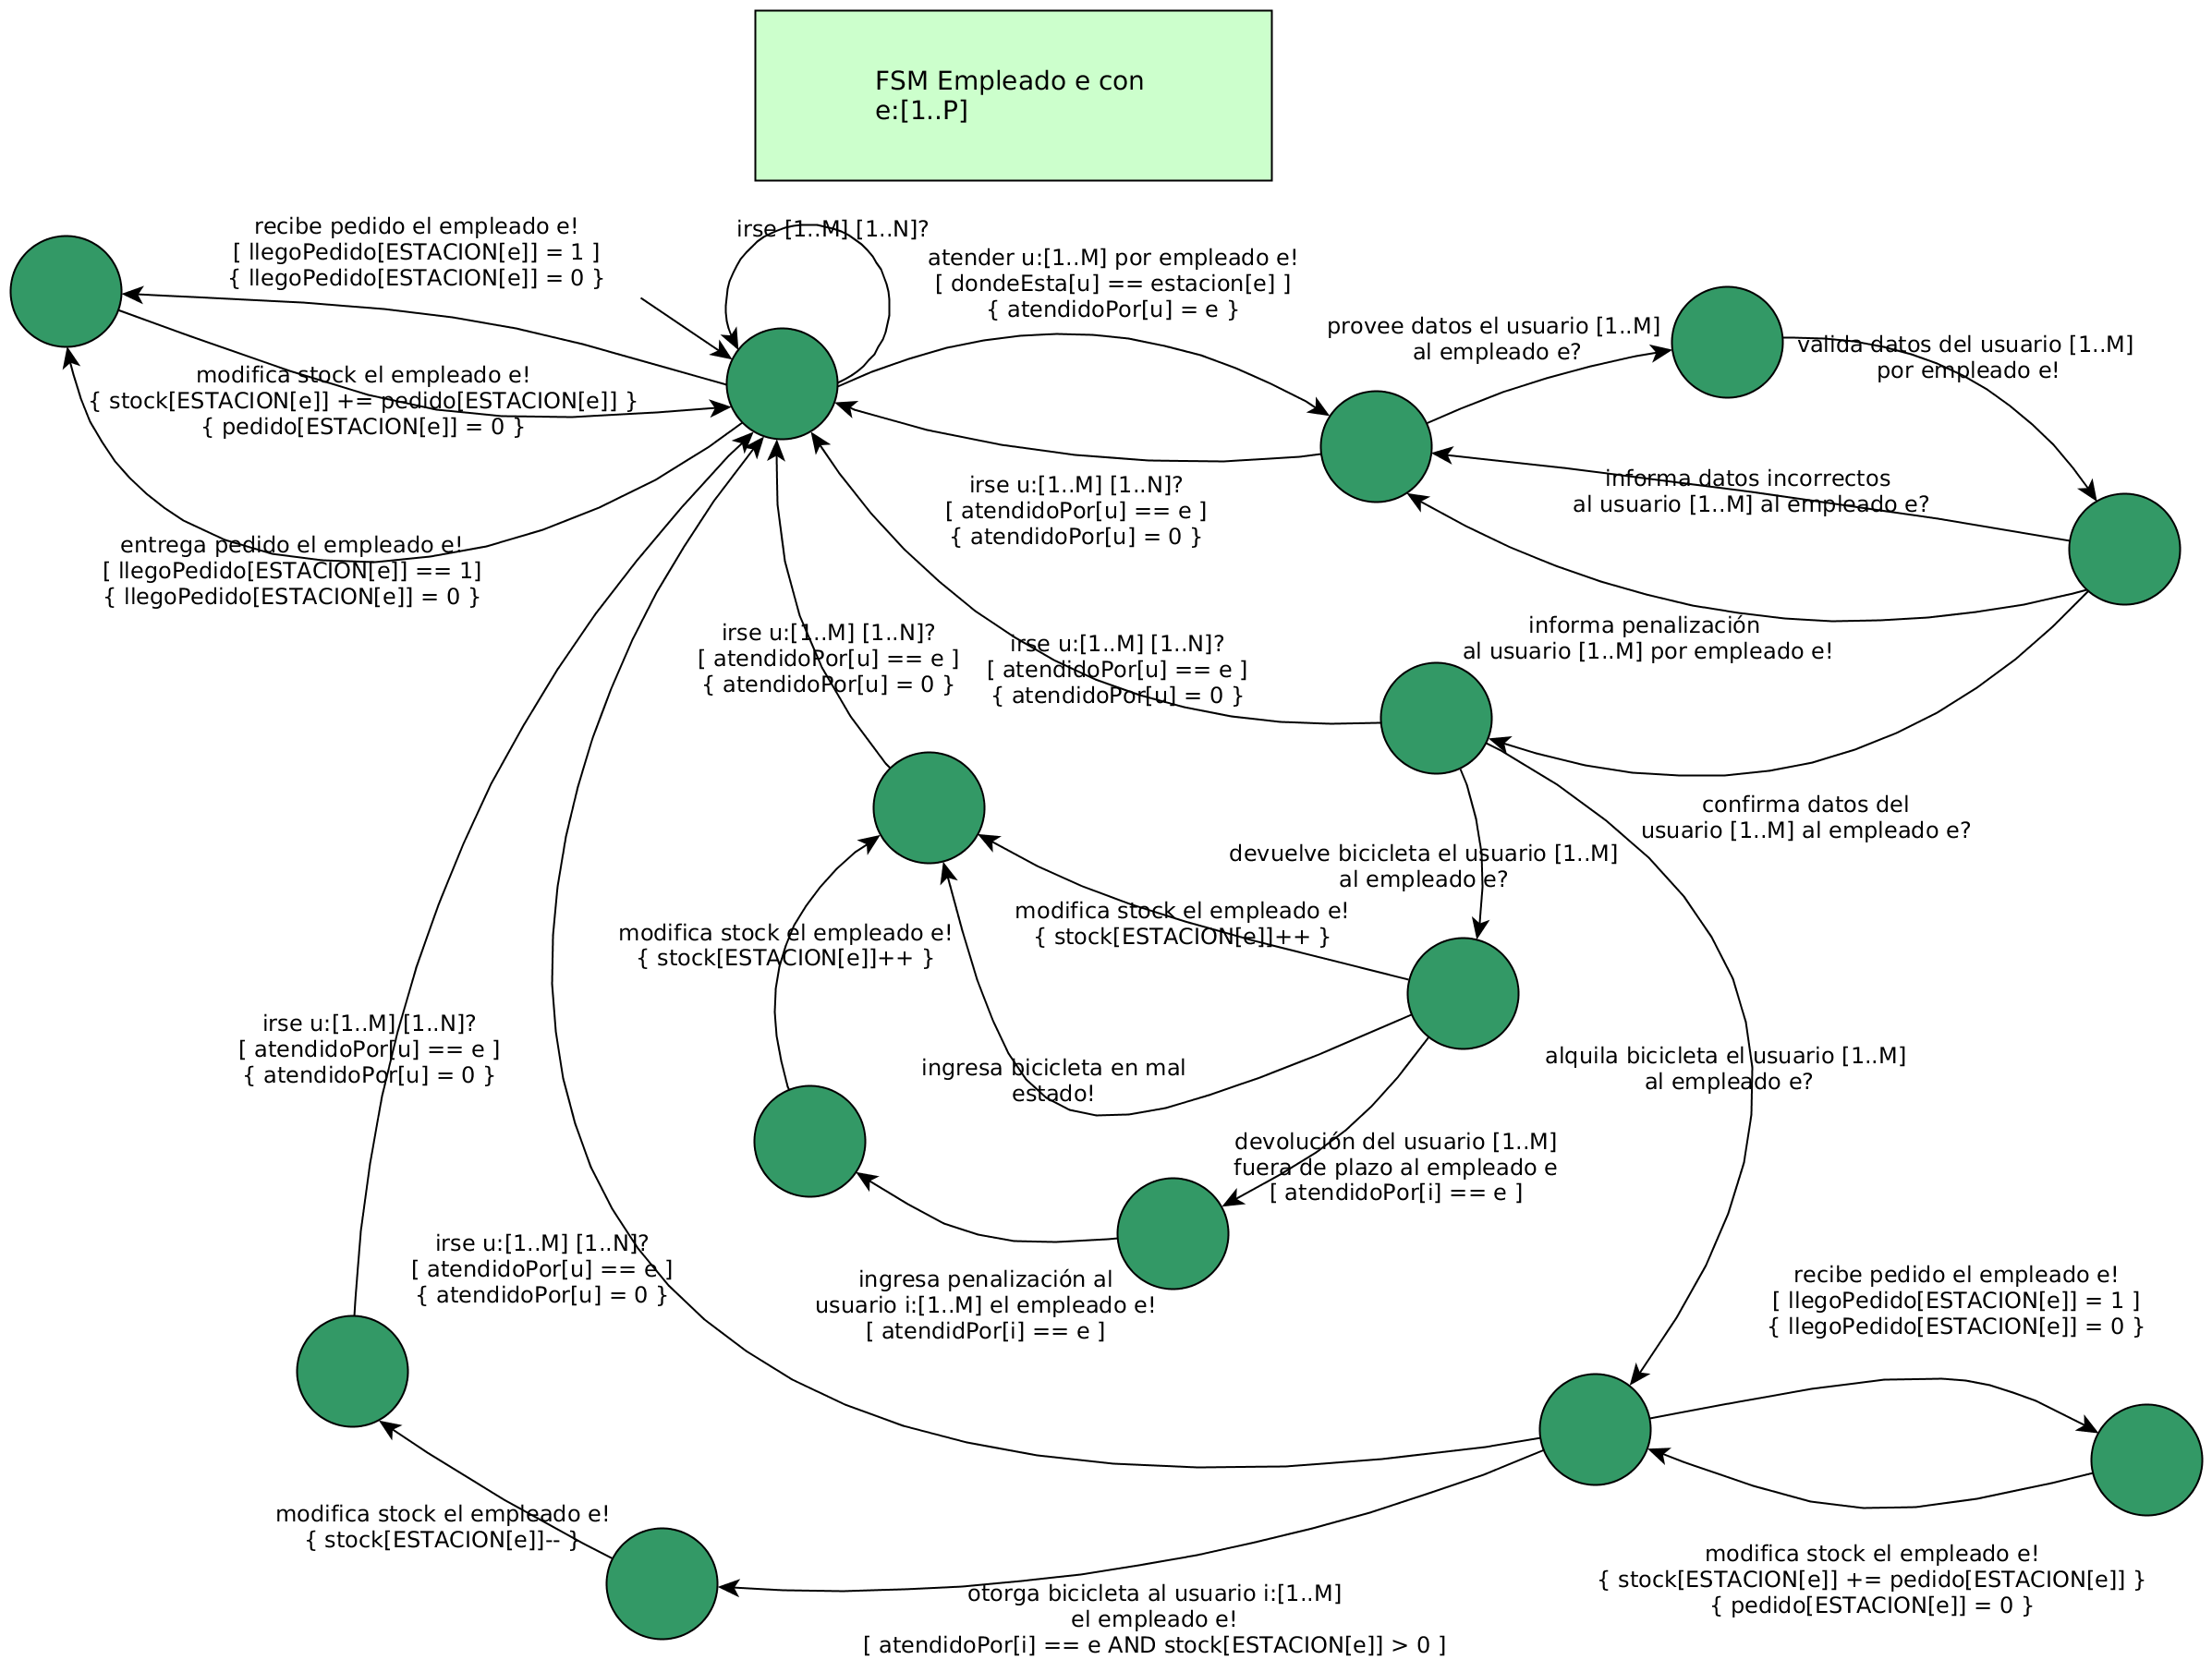 FSM Empleado e con
e:[1..P]
recibe pedido el empleado e!
[ llegoPedido[ESTACION[e]] = 1 ]
{ llegoPedido[ESTACION[e]] = 0 }
irse [1..M] [1..N]?
atender u:[1..M] por empleado e!
[ dondeEsta[u] == estacion[e] ]
{ atendidoPor[u] = e }
provee datos el usuario [1..M]
al empleado e?
valida datos del usuario [1..M]
por empleado e!
modifica stock el empleado e!
{ stock[ESTACION[e]] += pedido[ESTACION[e]] }
{ pedido[ESTACION[e]] = 0 }
irse u:[1..M] [1..N]?
[ atendidoPor[u] == e ]
{ atendidoPor[u] = 0 }
informa datos incorrectos
al usuario [1..M] al empleado e?
entrega pedido el empleado e!
[ llegoPedido[ESTACION[e]] == 1]
{ llegoPedido[ESTACION[e]] = 0 }
irse u:[1..M] [1..N]?
[ atendidoPor[u] == e ]
{ atendidoPor[u] = 0 }
irse u:[1..M] [1..N]?
[ atendidoPor[u] == e ]
{ atendidoPor[u] = 0 }
informa penalización
al usuario [1..M] por empleado e!
confirma datos del
usuario [1..M] al empleado e?
devuelve bicicleta el usuario [1..M]
al empleado e?
modifica stock el empleado e!
{ stock[ESTACION[e]]++ }
modifica stock el empleado e!
{ stock[ESTACION[e]]++ }
irse u:[1..M] [1..N]?
[ atendidoPor[u] == e ]
{ atendidoPor[u] = 0 }
ingresa bicicleta en mal
estado!
alquila bicicleta el usuario [1..M]
al empleado e?
devolución del usuario [1..M]
fuera de plazo al empleado e
[ atendidoPor[i] == e ]
irse u:[1..M] [1..N]?
[ atendidoPor[u] == e ]
{ atendidoPor[u] = 0 }
ingresa penalización al
usuario i:[1..M] el empleado e!
[ atendidPor[i] == e ]
recibe pedido el empleado e!
[ llegoPedido[ESTACION[e]] = 1 ]
{ llegoPedido[ESTACION[e]] = 0 }
modifica stock el empleado e!
{ stock[ESTACION[e]]-- }
otorga bicicleta al usuario i:[1..M]
el empleado e!
[ atendidoPor[i] == e AND stock[ESTACION[e]] > 0 ]
modifica stock el empleado e!
{ stock[ESTACION[e]] += pedido[ESTACION[e]] }
{ pedido[ESTACION[e]] = 0 }